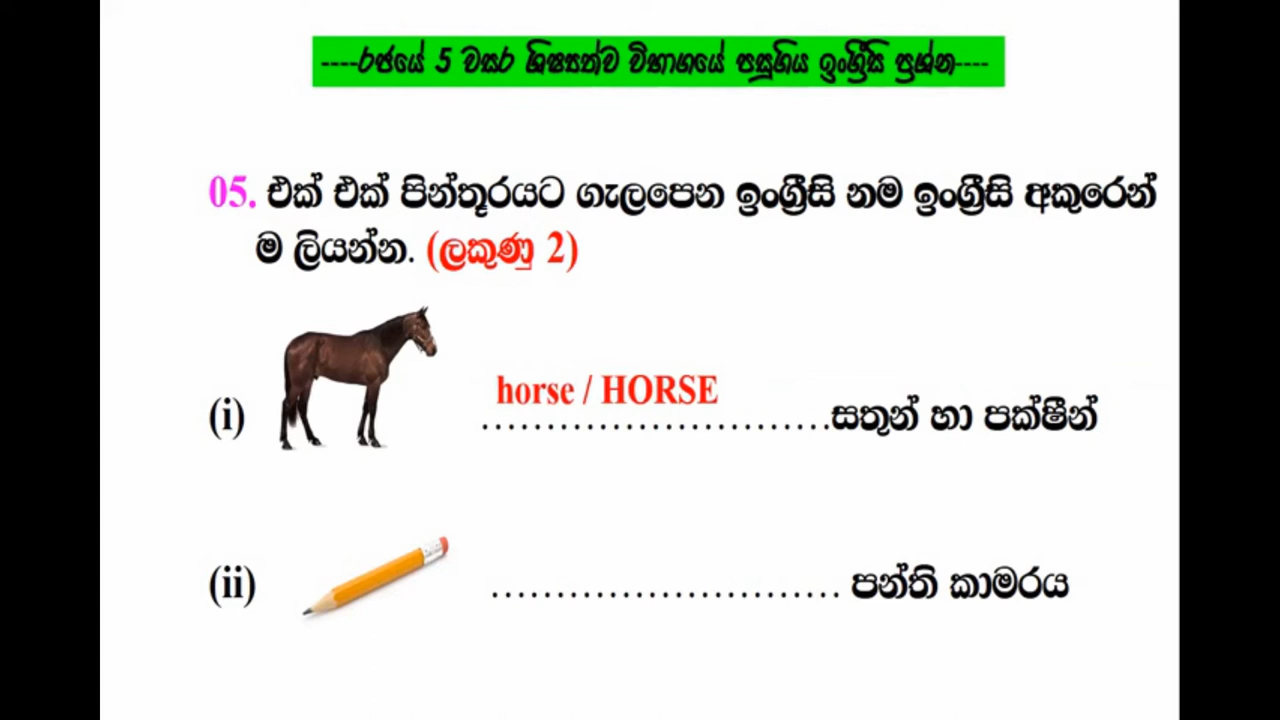 ----රජයේ 5 වසර ශිෂ්‍යත්ව විභාගයේ පසුගිය ඉංග්‍රීසි ප්‍රශ්න----
05. එක් එක් පින්තූරයට ගැලපෙන ඉංග්‍රීසි නම ඉංග්‍රීසි අකුරෙන්
ම ලියන්න. (ලකුණු 2)
horse / HORSE
(i) ...........................සතුන් හා පක්ෂීන්
(ii) ........................... පන්ති කාමරය